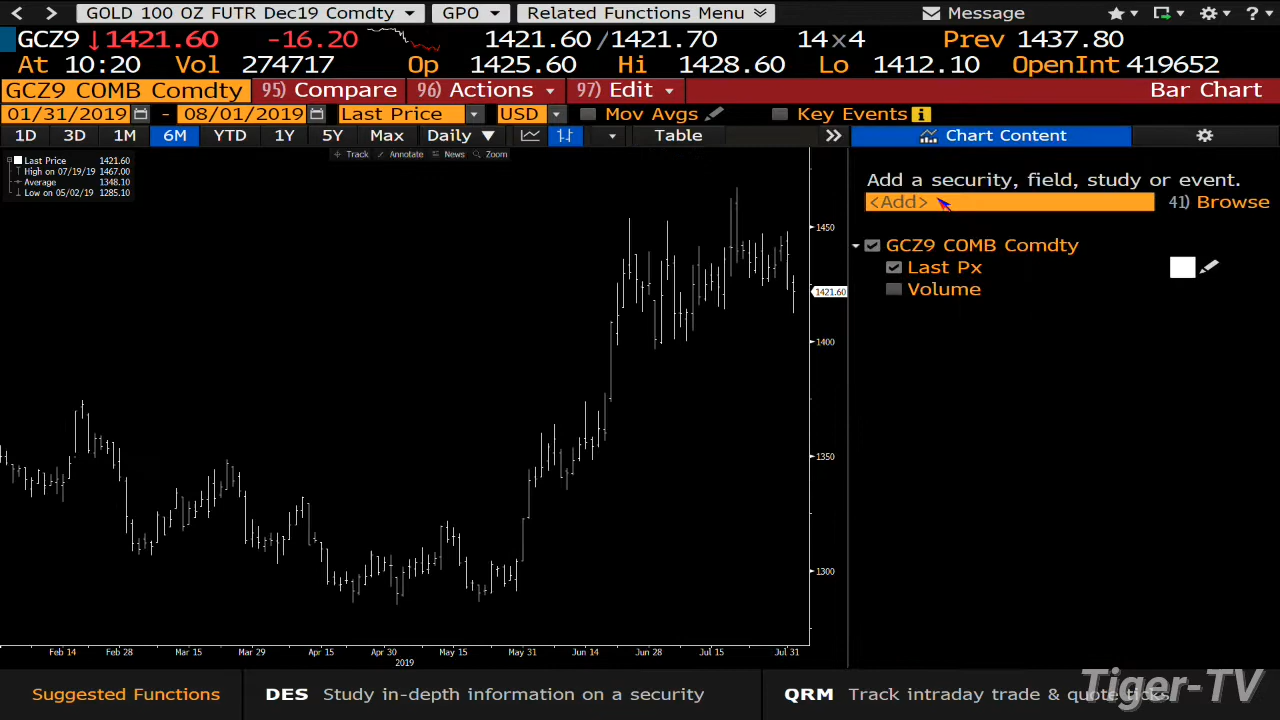 GOLD 100 OZ FUTR Dec19 Comdty GPO Related Functions Menu Message
GCZ9 ↓1421.60 -16.20 1421.60/1421.70 14×4 Prev 1437.80
At 10:20 Vol 274717 Op 1425.60 Hi 1428.60 Lo 1412.10 OpenInt 419652
GCZ9 COMB Comdty 95) Compare 96) Actions 97) Edit Bar Chart
01/31/2019 - 08/01/2019 Last Price USD Mov Avgs Key Events
1D 3D 1M 6M YTD 1Y 5Y Max Daily ▼ Table Chart Content
Track Annotate News Zoom
Last Price 1421.60
High on 07/19/19 1467.00
Average 1348.10
Low on 05/02/19 1285.10
Add a security, field, study or event.
<Add> 41) Browse
GCZ9 COMB Comdty
Last Px
Volume
1450
1421.60
1400
1350
1300
Feb 14 Feb 28 Mar 15 Mar 29 Apr 15 Apr 30 May 15 May 31 Jun 14 Jun 28 Jul 15 Jul 31
2019
Suggested Functions DES Study in-depth information on a security QRM Track intraday trade & quote ticks
Tiger-TV